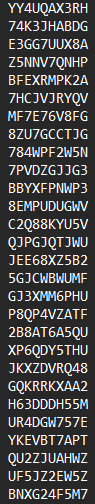 YY4UQAX3RH
74K3JHABDG
E3GG7UUX8A
Z5NNV7QNHP
BFEXRMPK2A
7HCJVJRYQV
MF7E76V8FG
8ZU7GCCTJG
784WPF2W5N
7PVDZGJJG3
BBYXFPNWP3
8EMPUDUGWV
C2Q88KYU5V
QJPGJQTJWU
JEE68XZ5B2
5GJCWBWUMF
GJ3XMM6PHU
P8QP4VZATF
2B8AT6A5QU
XP6QDY5THU
JKXZDVRQ48
GQKRRKXAA2
H63DDDH55M
UR4DGW757E
YKEVBT7APT
QU2ZJUAHWZ
UF5JZ2EW5Z
BNXG24F5M7